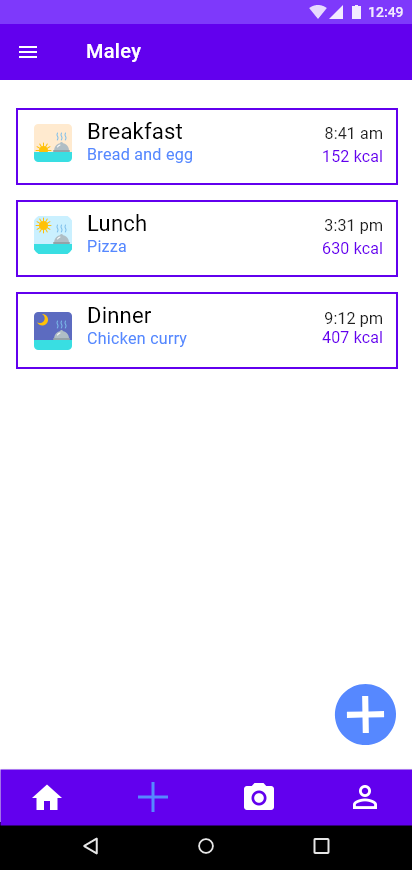 12:49
Maley
Breakfast 8:41 am
Bread and egg 152 kcal
Lunch 3:31 pm
Pizza 630 kcal
Dinner 9:12 pm
Chicken curry 407 kcal